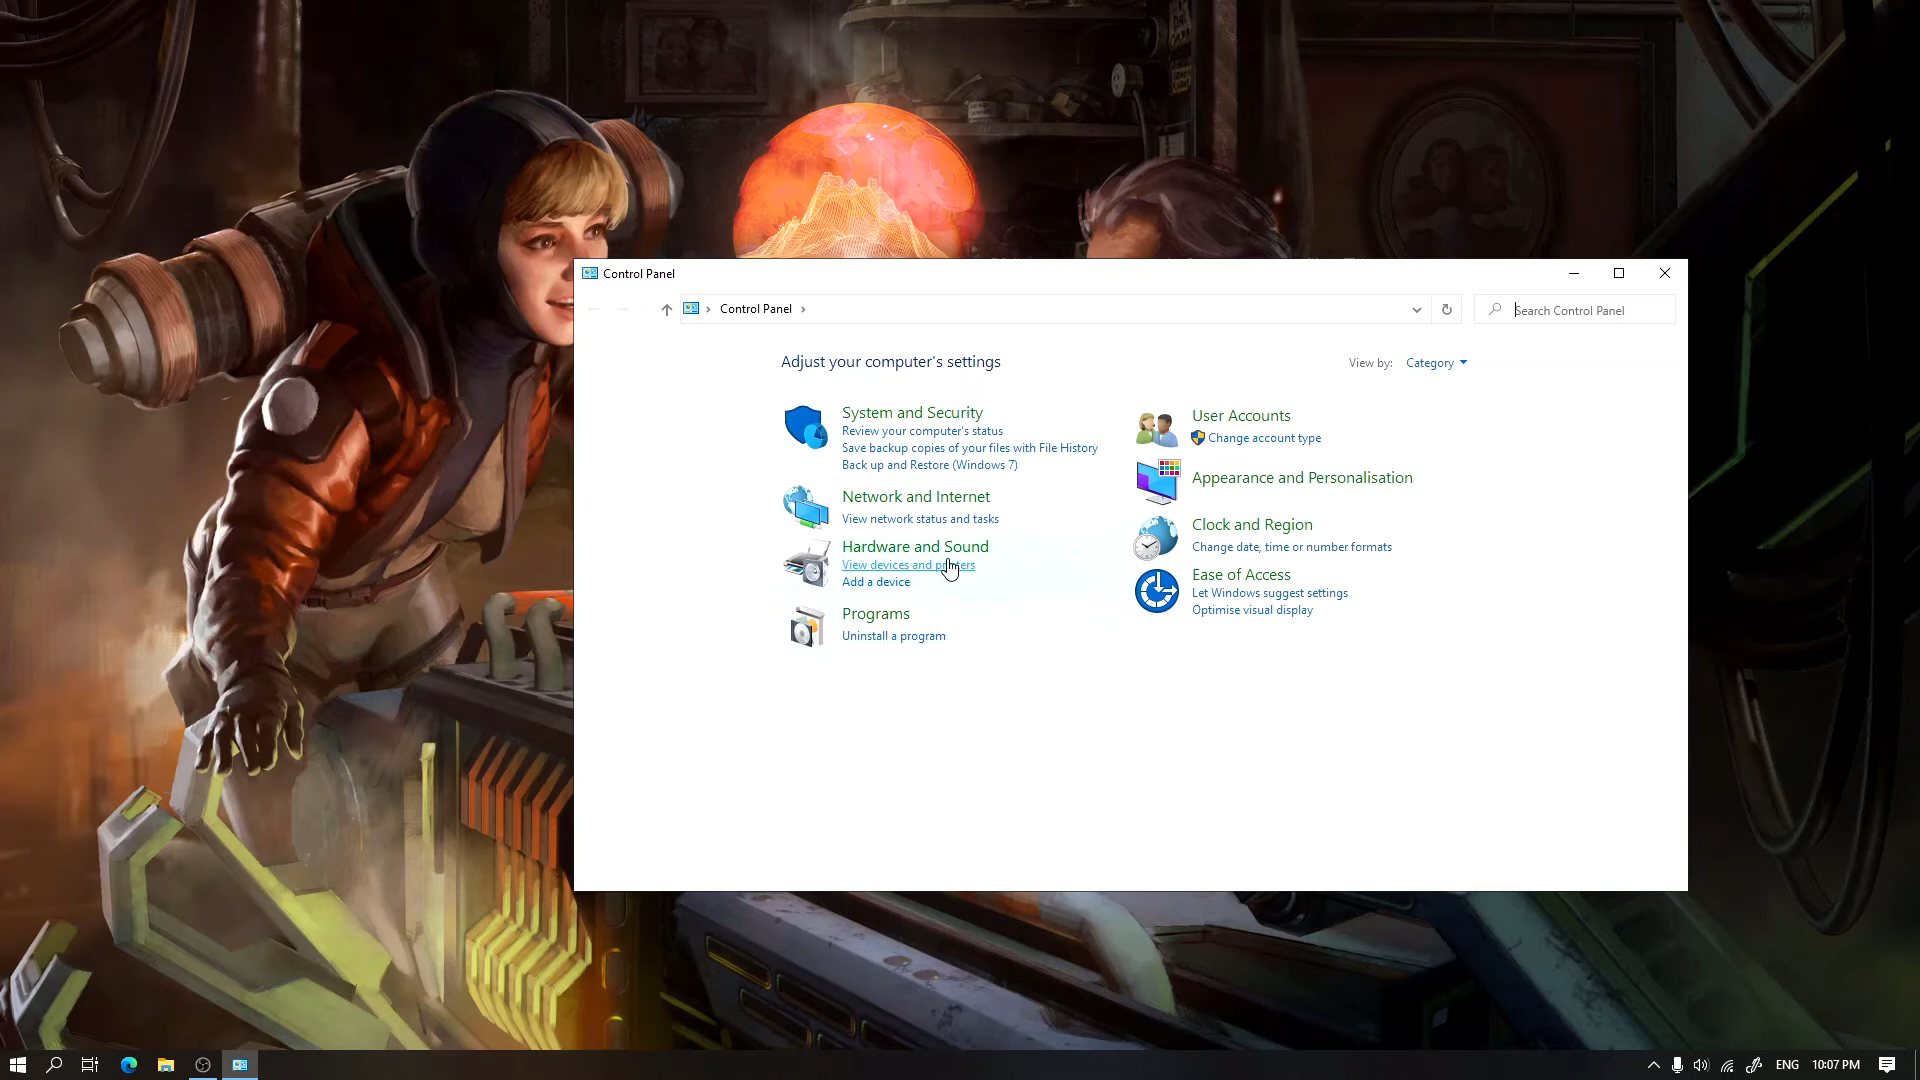 Control Panel
Control Panel
Search Control Panel
Adjust your computer's settings
View by: Category
System and Security
Review your computer's status
Save backup copies of your files with File History
Back up and Restore (Windows 7)
Network and Internet
View network status and tasks
Hardware and Sound
View devices and printers
Add a device
Programs
Uninstall a program
User Accounts
Change account type
Appearance and Personalisation
Clock and Region
Change date, time or number formats
Ease of Access
Let Windows suggest settings
Optimise visual display
ENG
10:07 PM